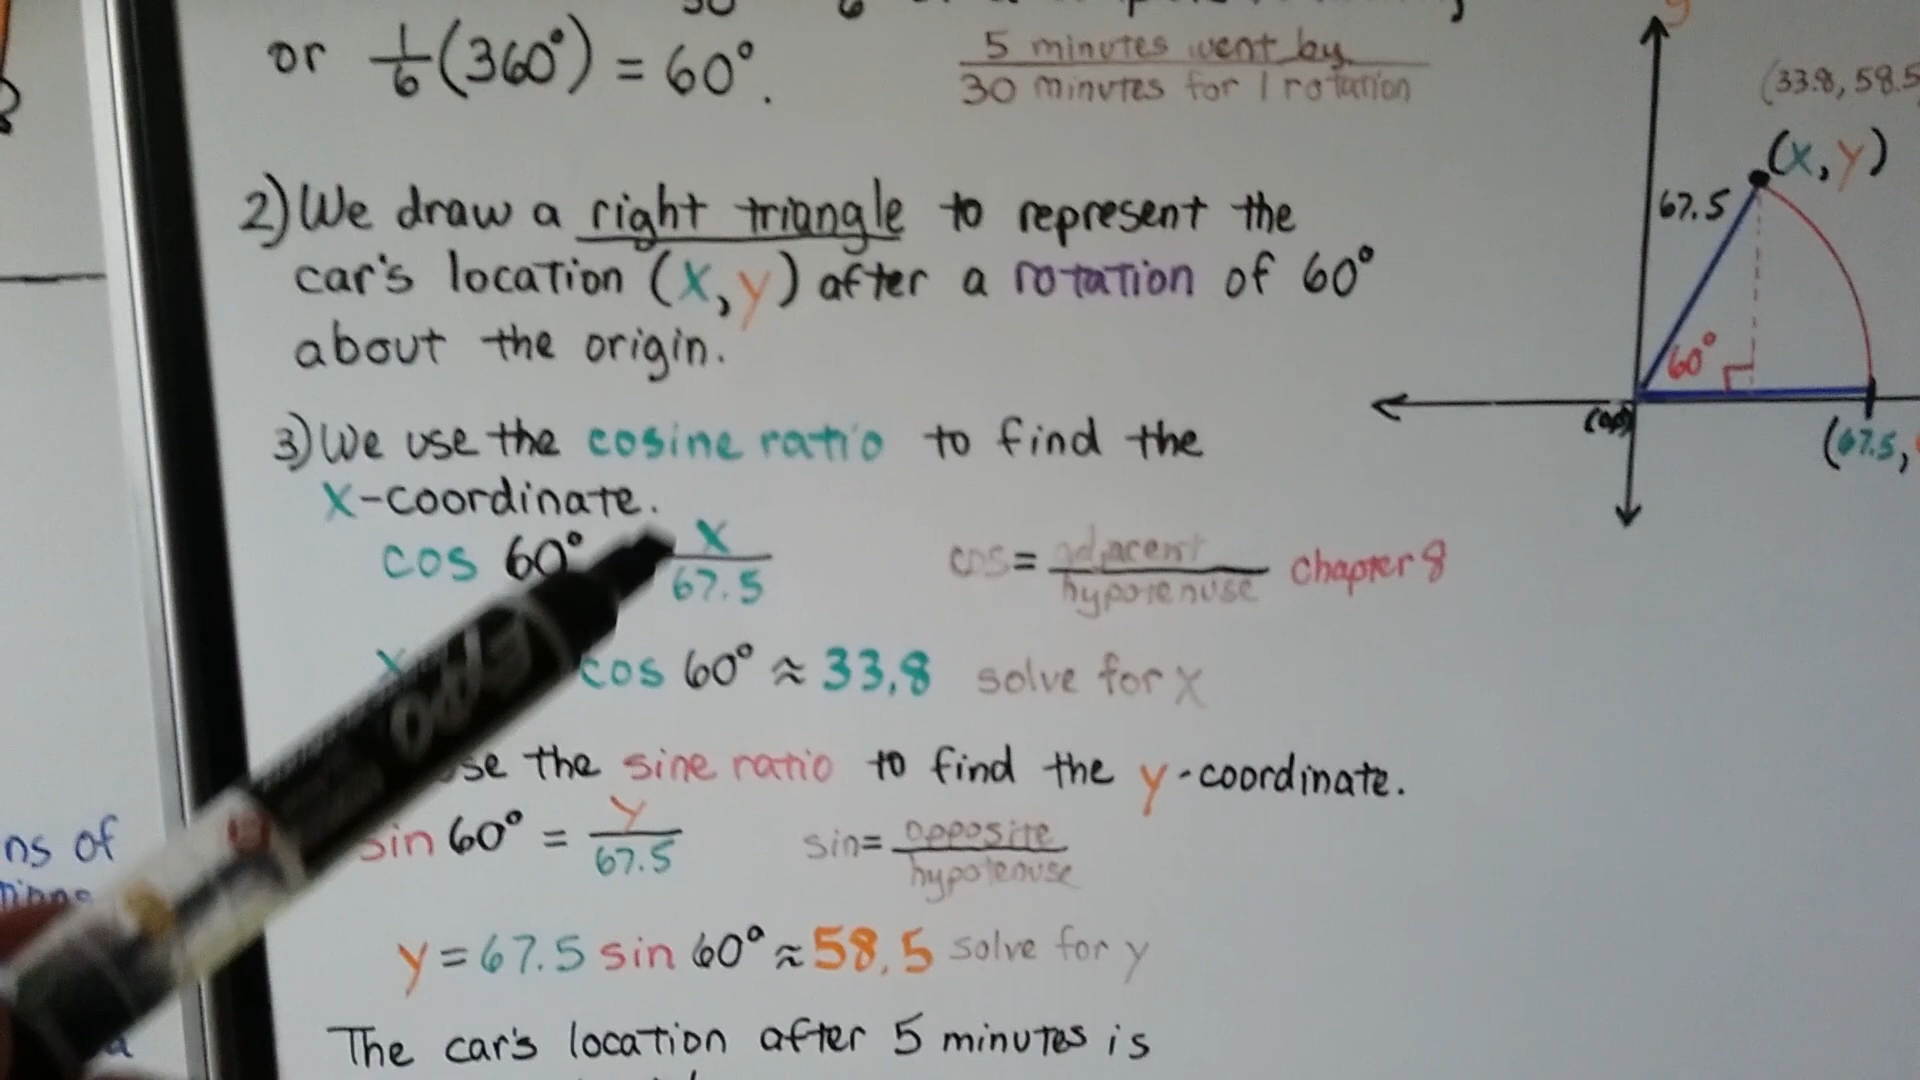 or 1/6 (360°) = 60°.
5 minutes went by
30 minutes for 1 rotation
2) We draw a right triangle to represent the
car's location (x, y) after a rotation of 60°
about the origin.
3) We use the cosine ratio to find the
x-coordinate.
cos 60° x/67.5
cos = adjacent/hypotenuse chapter 8
x cos 60° ≈ 33.8 solve for x
se the sine ratio to find the y-coordinate.
sin 60° = y/67.5 sin = opposite/hypotenuse
y = 67.5 sin 60° ≈ 58.5 solve for y
The car's location after 5 minutes is
y
(33.8, 58.5
(x, y)
67.5
60°
(67.5,
ns of
EXPO